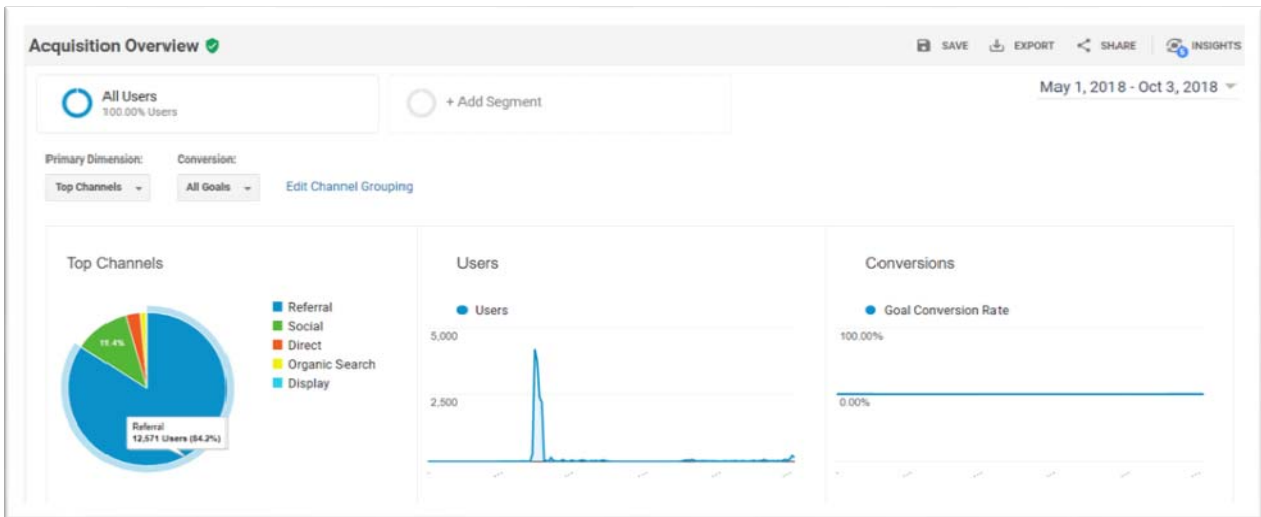 Acquisition Overview
SAVE EXPORT SHARE INSIGHTS
All Users
100.00% Users
+ Add Segment
May 1, 2018 - Oct 3, 2018
Primary Dimension: Conversion:
Top Channels All Goals Edit Channel Grouping
Top Channels
Referral
Social
Direct
Organic Search
Display
Referral
12,571 Users (84.2%)
Users
Users
5,000
2,500
Conversions
Goal Conversion Rate
100.00%
0.00%